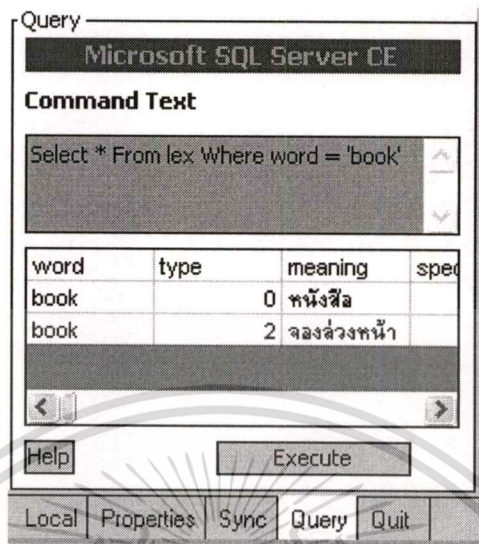 Query
Microsoft SQL Server CE
Command Text
Select * From lex Where word = 'book'
word type meaning spec
book 0 หนังสือ
book 2 จองล่วงหน้า
Help Execute
Local Properties Sync Query Quit